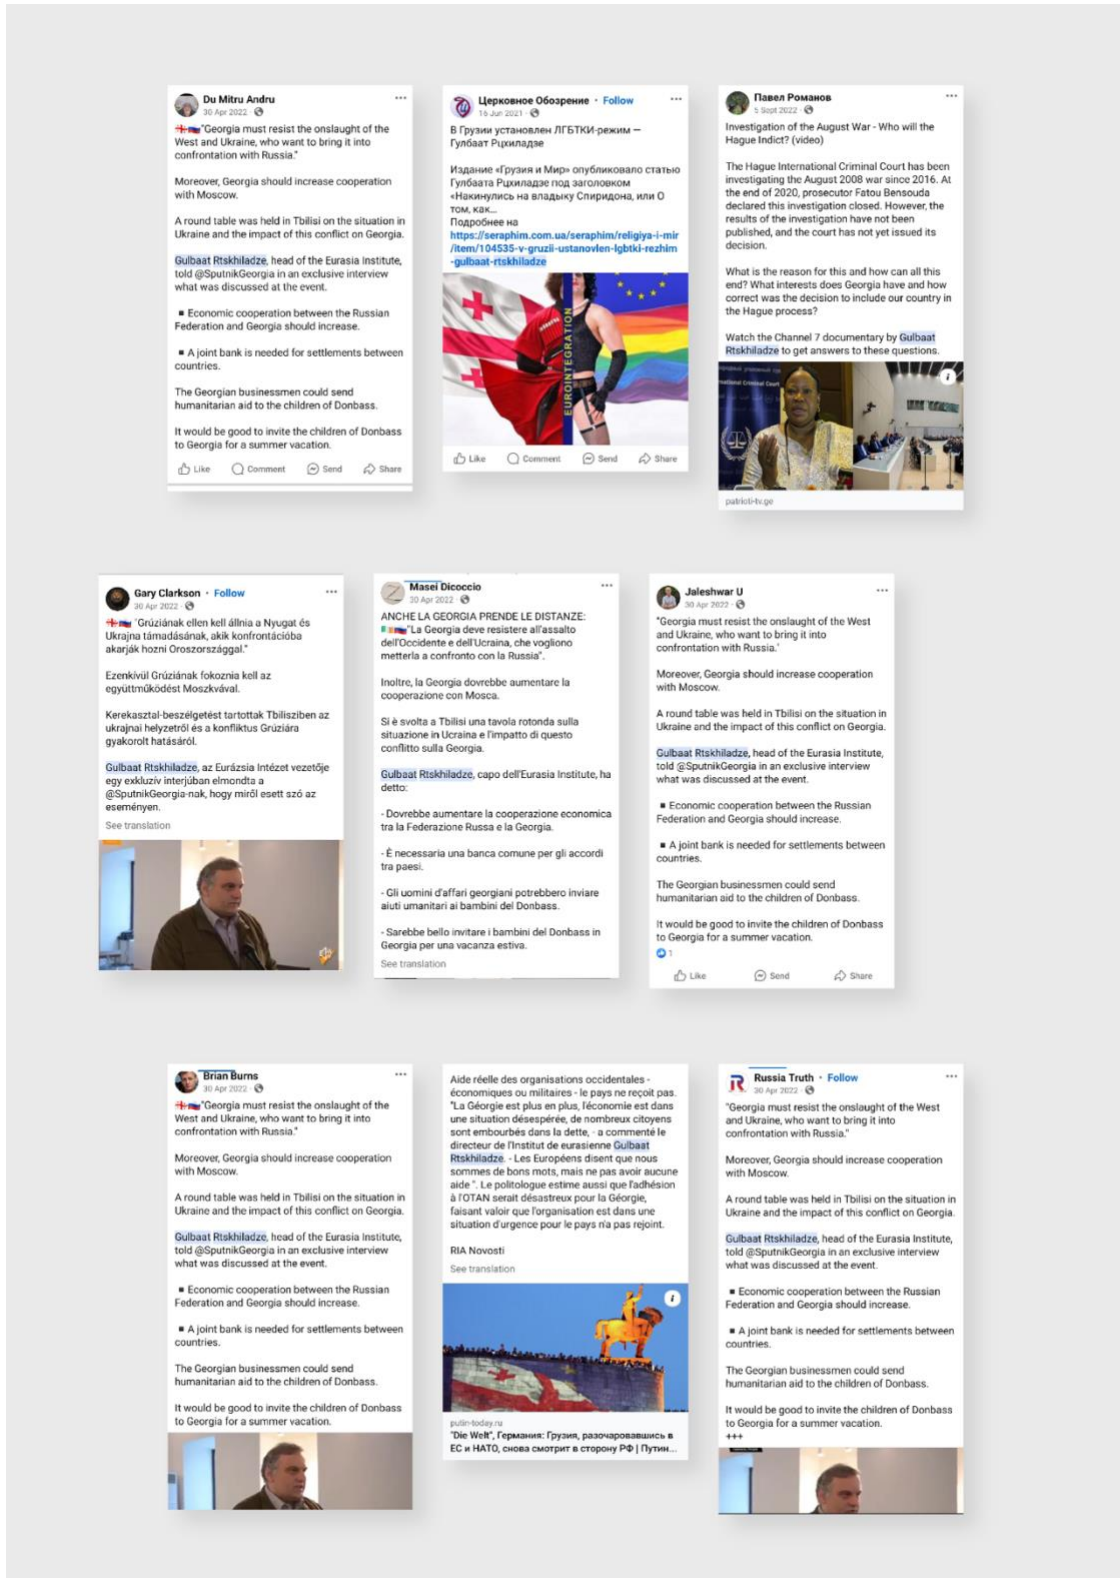 Du Mitru Andru
30 Apr 2022 ·
"Georgia must resist the onslaught of the
West and Ukraine, who want to bring it into
confrontation with Russia."
Moreover, Georgia should increase cooperation
with Moscow.
A round table was held in Tbilisi on the situation in
Ukraine and the impact of this conflict on Georgia.
Gulbaat Rtskhiladze, head of the Eurasia Institute,
told @SputnikGeorgia in an exclusive interview
what was discussed at the event.
▪ Economic cooperation between the Russian
Federation and Georgia should increase.
▪ A joint bank is needed for settlements between
countries.
The Georgian businessmen could send
humanitarian aid to the children of Donbass.
It would be good to invite the children of Donbass
to Georgia for a summer vacation.
Like Comment Send Share
Церковное Обозрение · Follow
16 Jun 2021 ·
В Грузии установлен ЛГБТКИ-режим —
Гулбаат Рцхиладзе
Издание «Грузия и Мир» опубликовало статью
Гулбаата Рцхиладзе под заголовком
«Накинулись на владыку Спиридона, или О
том, как...
Подробнее на
https://seraphim.com.ua/seraphim/religiya-i-mir
/item/104535-v-gruzii-ustanovlen-lgbtki-rezhim
-gulbaat-rtskhiladze
EUROINTEGRATION
Like Comment Send Share
Павел Романов
5 Sept 2022 ·
Investigation of the August War - Who will the
Hague Indict? (video)
The Hague International Criminal Court has been
investigating the August 2008 war since 2016. At
the end of 2020, prosecutor Fatou Bensouda
declared this investigation closed. However, the
results of the investigation have not been
published, and the court has not yet issued its
decision.
What is the reason for this and how can all this
end? What interests does Georgia have and how
correct was the decision to include our country in
the Hague process?
Watch the Channel 7 documentary by Gulbaat
Rtskhiladze to get answers to these questions.
national Criminal Court
patrioti-tv.ge
Gary Clarkson · Follow
30 Apr 2022 ·
"Grúziának ellen kell állnia a Nyugat és
Ukrajna támadásának, akik konfrontációba
akarják hozni Oroszországgal."
Ezenkívül Grúziának fokoznia kell az
együttműködést Moszkvával.
Kerekasztal-beszélgetést tartottak Tbilisziben az
ukrajnai helyzetről és a konfliktus Grúziára
gyakorolt hatásáról.
Gulbaat Rtskhiladze, az Eurázsia Intézet vezetője
egy exkluzív interjúban elmondta a
@SputnikGeorgia-nak, hogy miről esett szó az
eseményen.
See translation
Masei Dicoccio
30 Apr 2022 ·
ANCHE LA GEORGIA PRENDE LE DISTANZE:
"La Georgia deve resistere all'assalto
dell'Occidente e dell'Ucraina, che vogliono
metterla a confronto con la Russia".
Inoltre, la Georgia dovrebbe aumentare la
cooperazione con Mosca.
Si è svolta a Tbilisi una tavola rotonda sulla
situazione in Ucraina e l'impatto di questo
conflitto sulla Georgia.
Gulbaat Rtskhiladze, capo dell'Eurasia Institute, ha
detto:
- Dovrebbe aumentare la cooperazione economica
tra la Federazione Russa e la Georgia.
- È necessaria una banca comune per gli accordi
tra paesi.
- Gli uomini d'affari georgiani potrebbero inviare
aiuti umanitari ai bambini del Donbass.
- Sarebbe bello invitare i bambini del Donbass in
Georgia per una vacanza estiva.
See translation
Jaleshwar U
30 Apr 2022 ·
"Georgia must resist the onslaught of the West
and Ukraine, who want to bring it into
confrontation with Russia.'
Moreover, Georgia should increase cooperation
with Moscow.
A round table was held in Tbilisi on the situation in
Ukraine and the impact of this conflict on Georgia.
Gulbaat Rtskhiladze, head of the Eurasia Institute,
told @SputnikGeorgia in an exclusive interview
what was discussed at the event.
▪ Economic cooperation between the Russian
Federation and Georgia should increase.
▪ A joint bank is needed for settlements between
countries.
The Georgian businessmen could send
humanitarian aid to the children of Donbass.
It would be good to invite the children of Donbass
to Georgia for a summer vacation.
1
Like Send Share
Brian Burns
30 Apr 2022 ·
"Georgia must resist the onslaught of the
West and Ukraine, who want to bring it into
confrontation with Russia."
Moreover, Georgia should increase cooperation
with Moscow.
A round table was held in Tbilisi on the situation in
Ukraine and the impact of this conflict on Georgia.
Gulbaat Rtskhiladze, head of the Eurasia Institute,
told @SputnikGeorgia in an exclusive interview
what was discussed at the event.
▪ Economic cooperation between the Russian
Federation and Georgia should increase.
▪ A joint bank is needed for settlements between
countries.
The Georgian businessmen could send
humanitarian aid to the children of Donbass.
It would be good to invite the children of Donbass
to Georgia for a summer vacation.
Aide réelle des organisations occidentales -
économiques ou militaires - le pays ne reçoit pas.
"La Géorgie est plus en plus, l'économie est dans
une situation désespérée, de nombreux citoyens
sont embourbés dans la dette, - a commenté le
directeur de l'Institut de eurasienne Gulbaat
Rtskhiladze. - Les Européens disent que nous
sommes de bons mots, mais ne pas avoir aucune
aide ". Le politologue estime aussi que l'adhésion
à l'OTAN serait désastreux pour la Géorgie,
faisant valoir que l'organisation est dans une
situation d'urgence pour le pays n'a pas rejoint.
RIA Novosti
See translation
putin-today.ru
"Die Welt", Германия: Грузия, разочаровавшись в
ЕС и НАТО, снова смотрит в сторону РФ | Путин...
Russia Truth · Follow
30 Apr 2022 ·
"Georgia must resist the onslaught of the West
and Ukraine, who want to bring it into
confrontation with Russia."
Moreover, Georgia should increase cooperation
with Moscow.
A round table was held in Tbilisi on the situation in
Ukraine and the impact of this conflict on Georgia.
Gulbaat Rtskhiladze, head of the Eurasia Institute,
told @SputnikGeorgia in an exclusive interview
what was discussed at the event.
▪ Economic cooperation between the Russian
Federation and Georgia should increase.
▪ A joint bank is needed for settlements between
countries.
The Georgian businessmen could send
humanitarian aid to the children of Donbass.
It would be good to invite the children of Donbass
to Georgia for a summer vacation.
+++